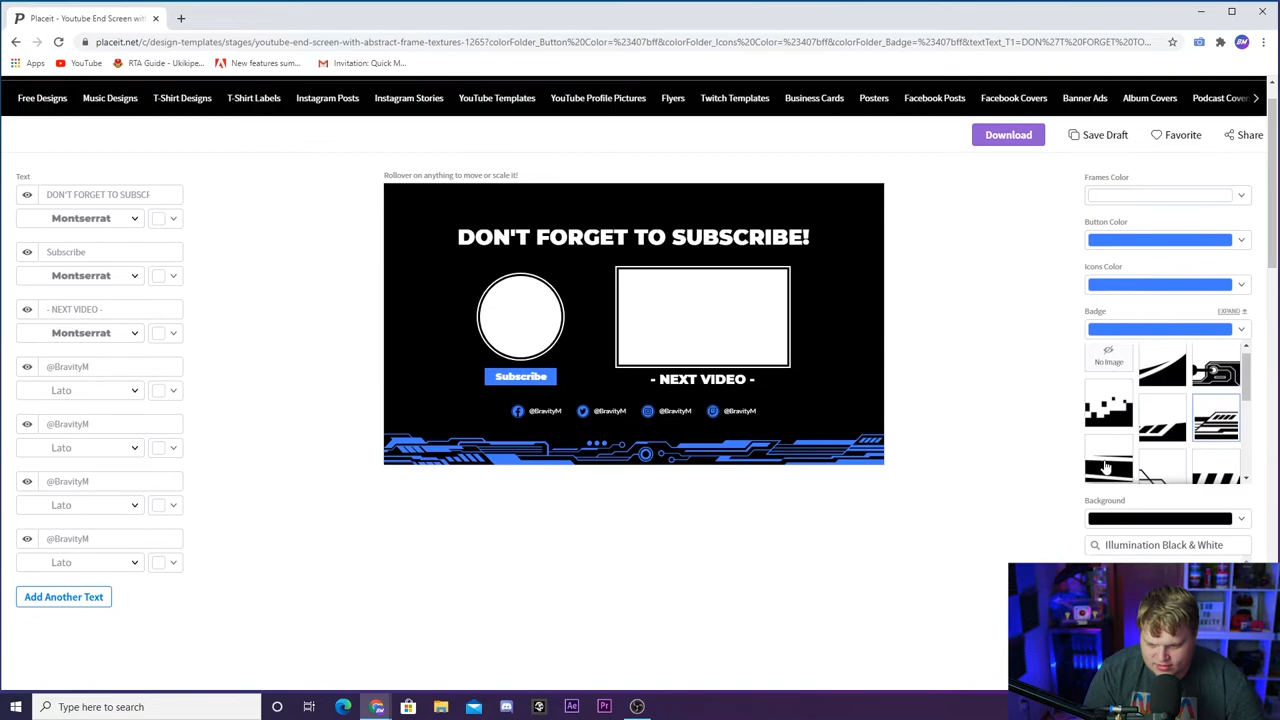 Placeit - Youtube End Screen with
placeit.net/c/design-templates/stages/youtube-end-screen-with-abstract-frame-textures-1265?colorFolder_Button%20Color=%23407bff&colorFolder_Icons%20Color=%23407bff&colorFolder_Badge=%23407bff&textText_T1=DON%27T%20FORGET%20TO...
Apps YouTube RTA Guide - Ukikipe... New features sum... Invitation: Quick M...
Free Designs Music Designs T-Shirt Designs T-Shirt Labels Instagram Posts Instagram Stories YouTube Templates YouTube Profile Pictures Flyers Twitch Templates Business Cards Posters Facebook Posts Facebook Covers Banner Ads Album Covers Podcast Cover
Download Save Draft Favorite Share
Text
DON'T FORGET TO SUBSCR
Montserrat
Subscribe
Montserrat
- NEXT VIDEO -
Montserrat
@BravityM
Lato
@BravityM
Lato
@BravityM
Lato
@BravityM
Lato
Add Another Text
Rollover on anything to move or scale it!
DON'T FORGET TO SUBSCRIBE!
Subscribe
- NEXT VIDEO -
@BravityM @BravityM @BravityM @BravityM
Frames Color
Button Color
Icons Color
Badge EXPAND
No Image
Background
Illumination Black & White
Type here to search
Ae Pr